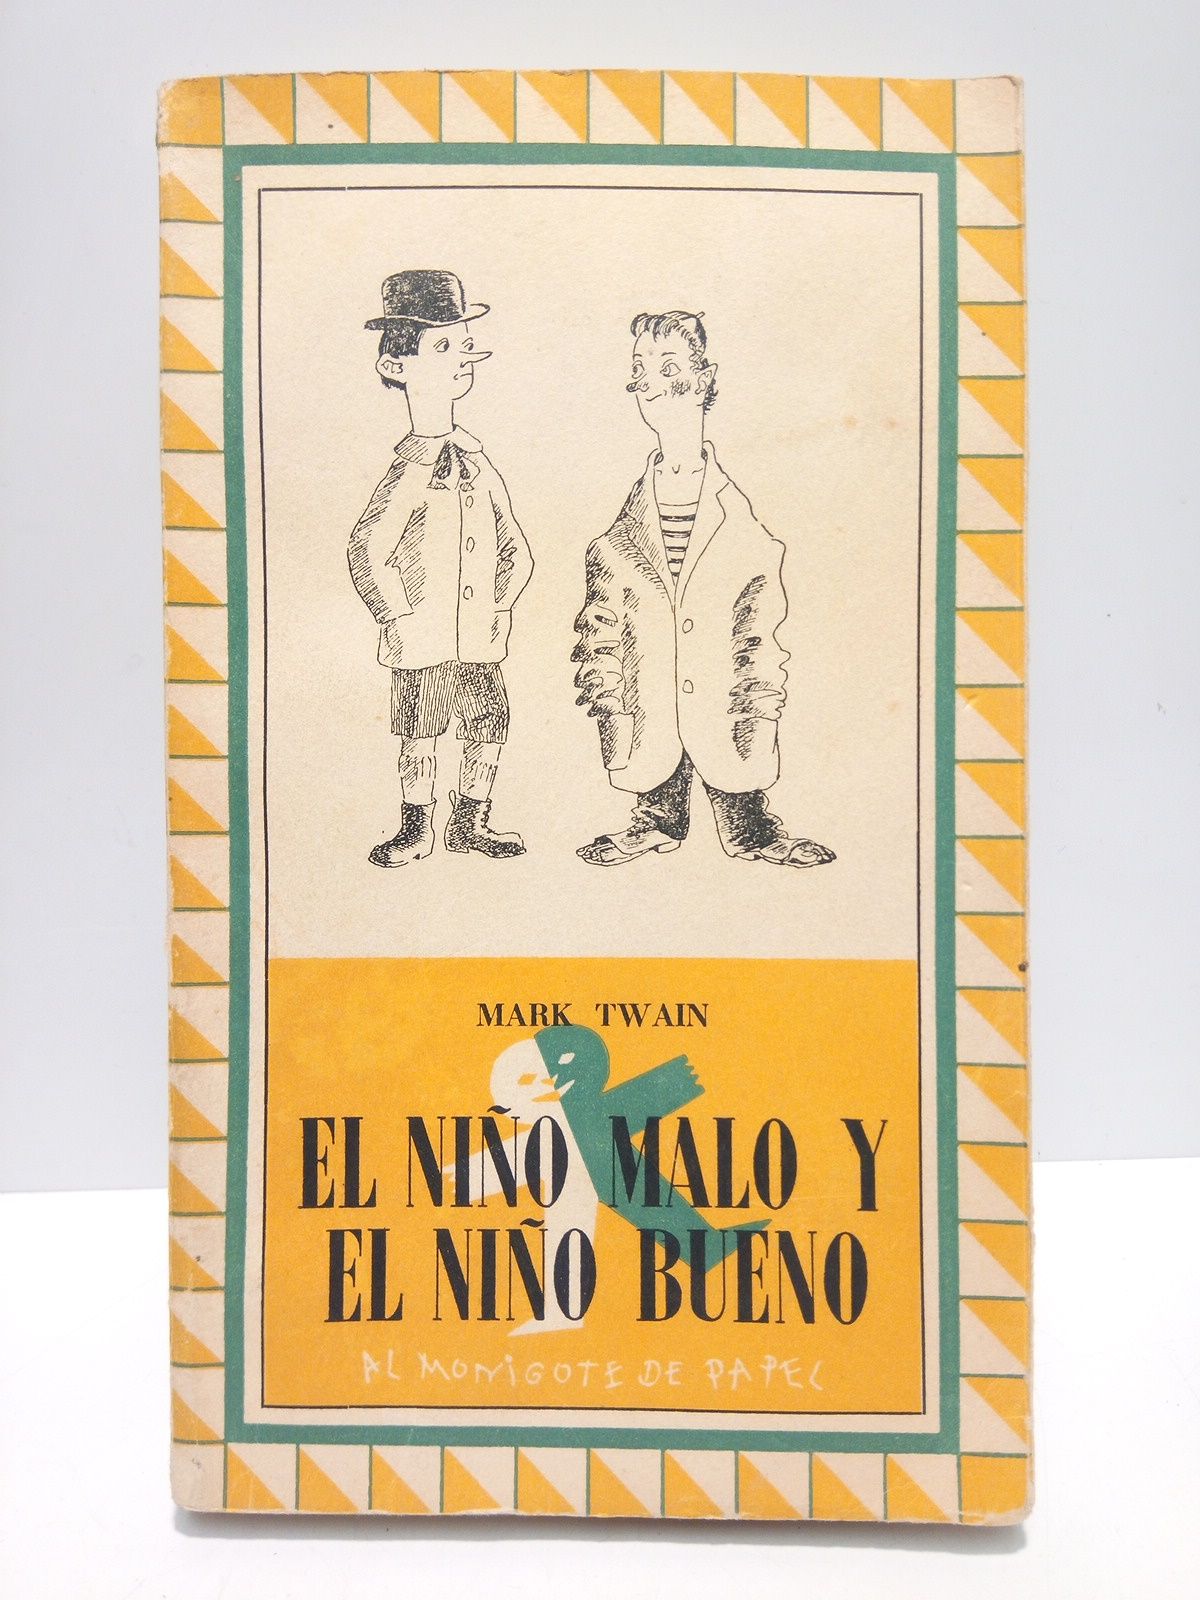 MARK TWAIN
EL NIÑO MALO Y
EL NIÑO BUENO
AL MONIGOTE DE PAPEL